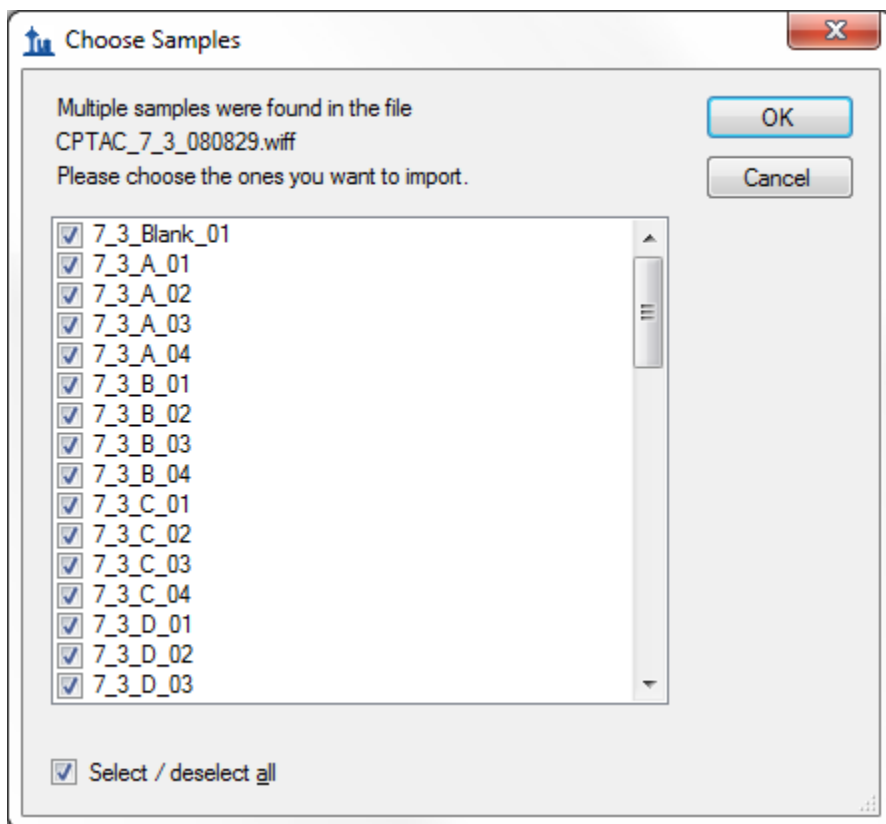 Choose Samples
Multiple samples were found in the file
CPTAC_7_3_080829.wiff
Please choose the ones you want to import.
OK
Cancel
7_3_Blank_01
7_3_A_01
7_3_A_02
7_3_A_03
7_3_A_04
7_3_B_01
7_3_B_02
7_3_B_03
7_3_B_04
7_3_C_01
7_3_C_02
7_3_C_03
7_3_C_04
7_3_D_01
7_3_D_02
7_3_D_03
Select / deselect all